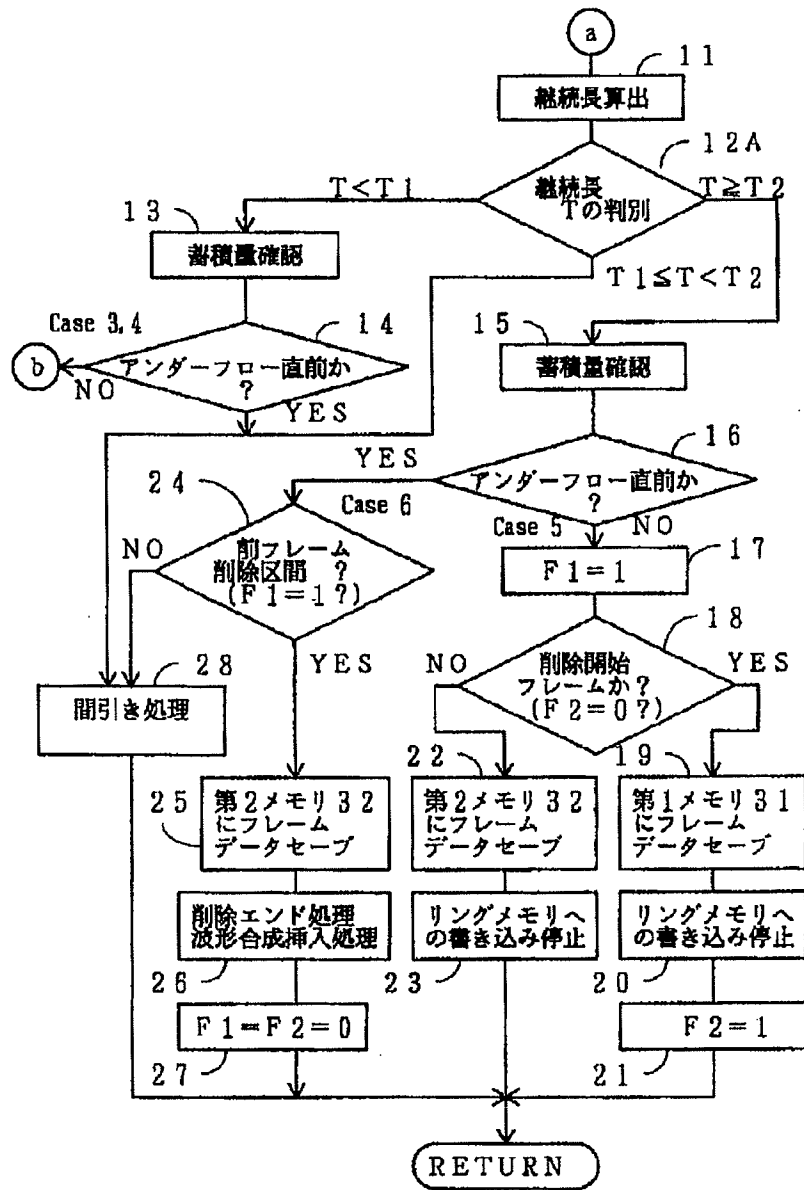 a
11
継続長算出
12A
継続長
Tの判別
T<T1
T≧T2
T1≦T<T2
13
蓄積量確認
Case 3,4
14
アンダーフロー直前か
?
b
NO
YES
15
蓄積量確認
16
アンダーフロー直前か
?
YES
Case 6
Case 5
NO
24
前フレーム
削除区間 ?
(F1=1?)
NO
YES
17
F1=1
18
削除開始
フレームか?
(F2=0?)
NO
YES
28
間引き処理
25
第2メモリ32
にフレーム
データセーブ
22
第2メモリ32
にフレーム
データセーブ
19
第1メモリ31
にフレーム
データセーブ
削除エンド処理
波形合成挿入処理
26
リングメモリへ
の書き込み停止
23
リングメモリへ
の書き込み停止
20
F1=F2=0
27
F2=1
21
RETURN